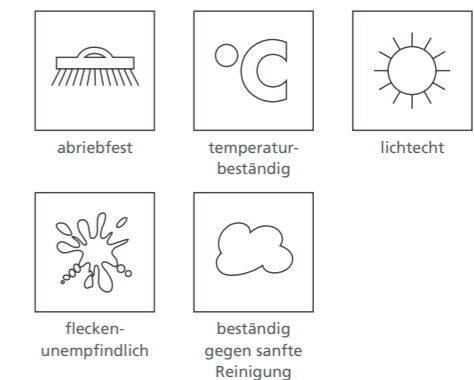 °C
abriebfest
temperatur-
beständig
lichtecht
flecken-
unempfindlich
beständig
gegen sanfte
Reinigung